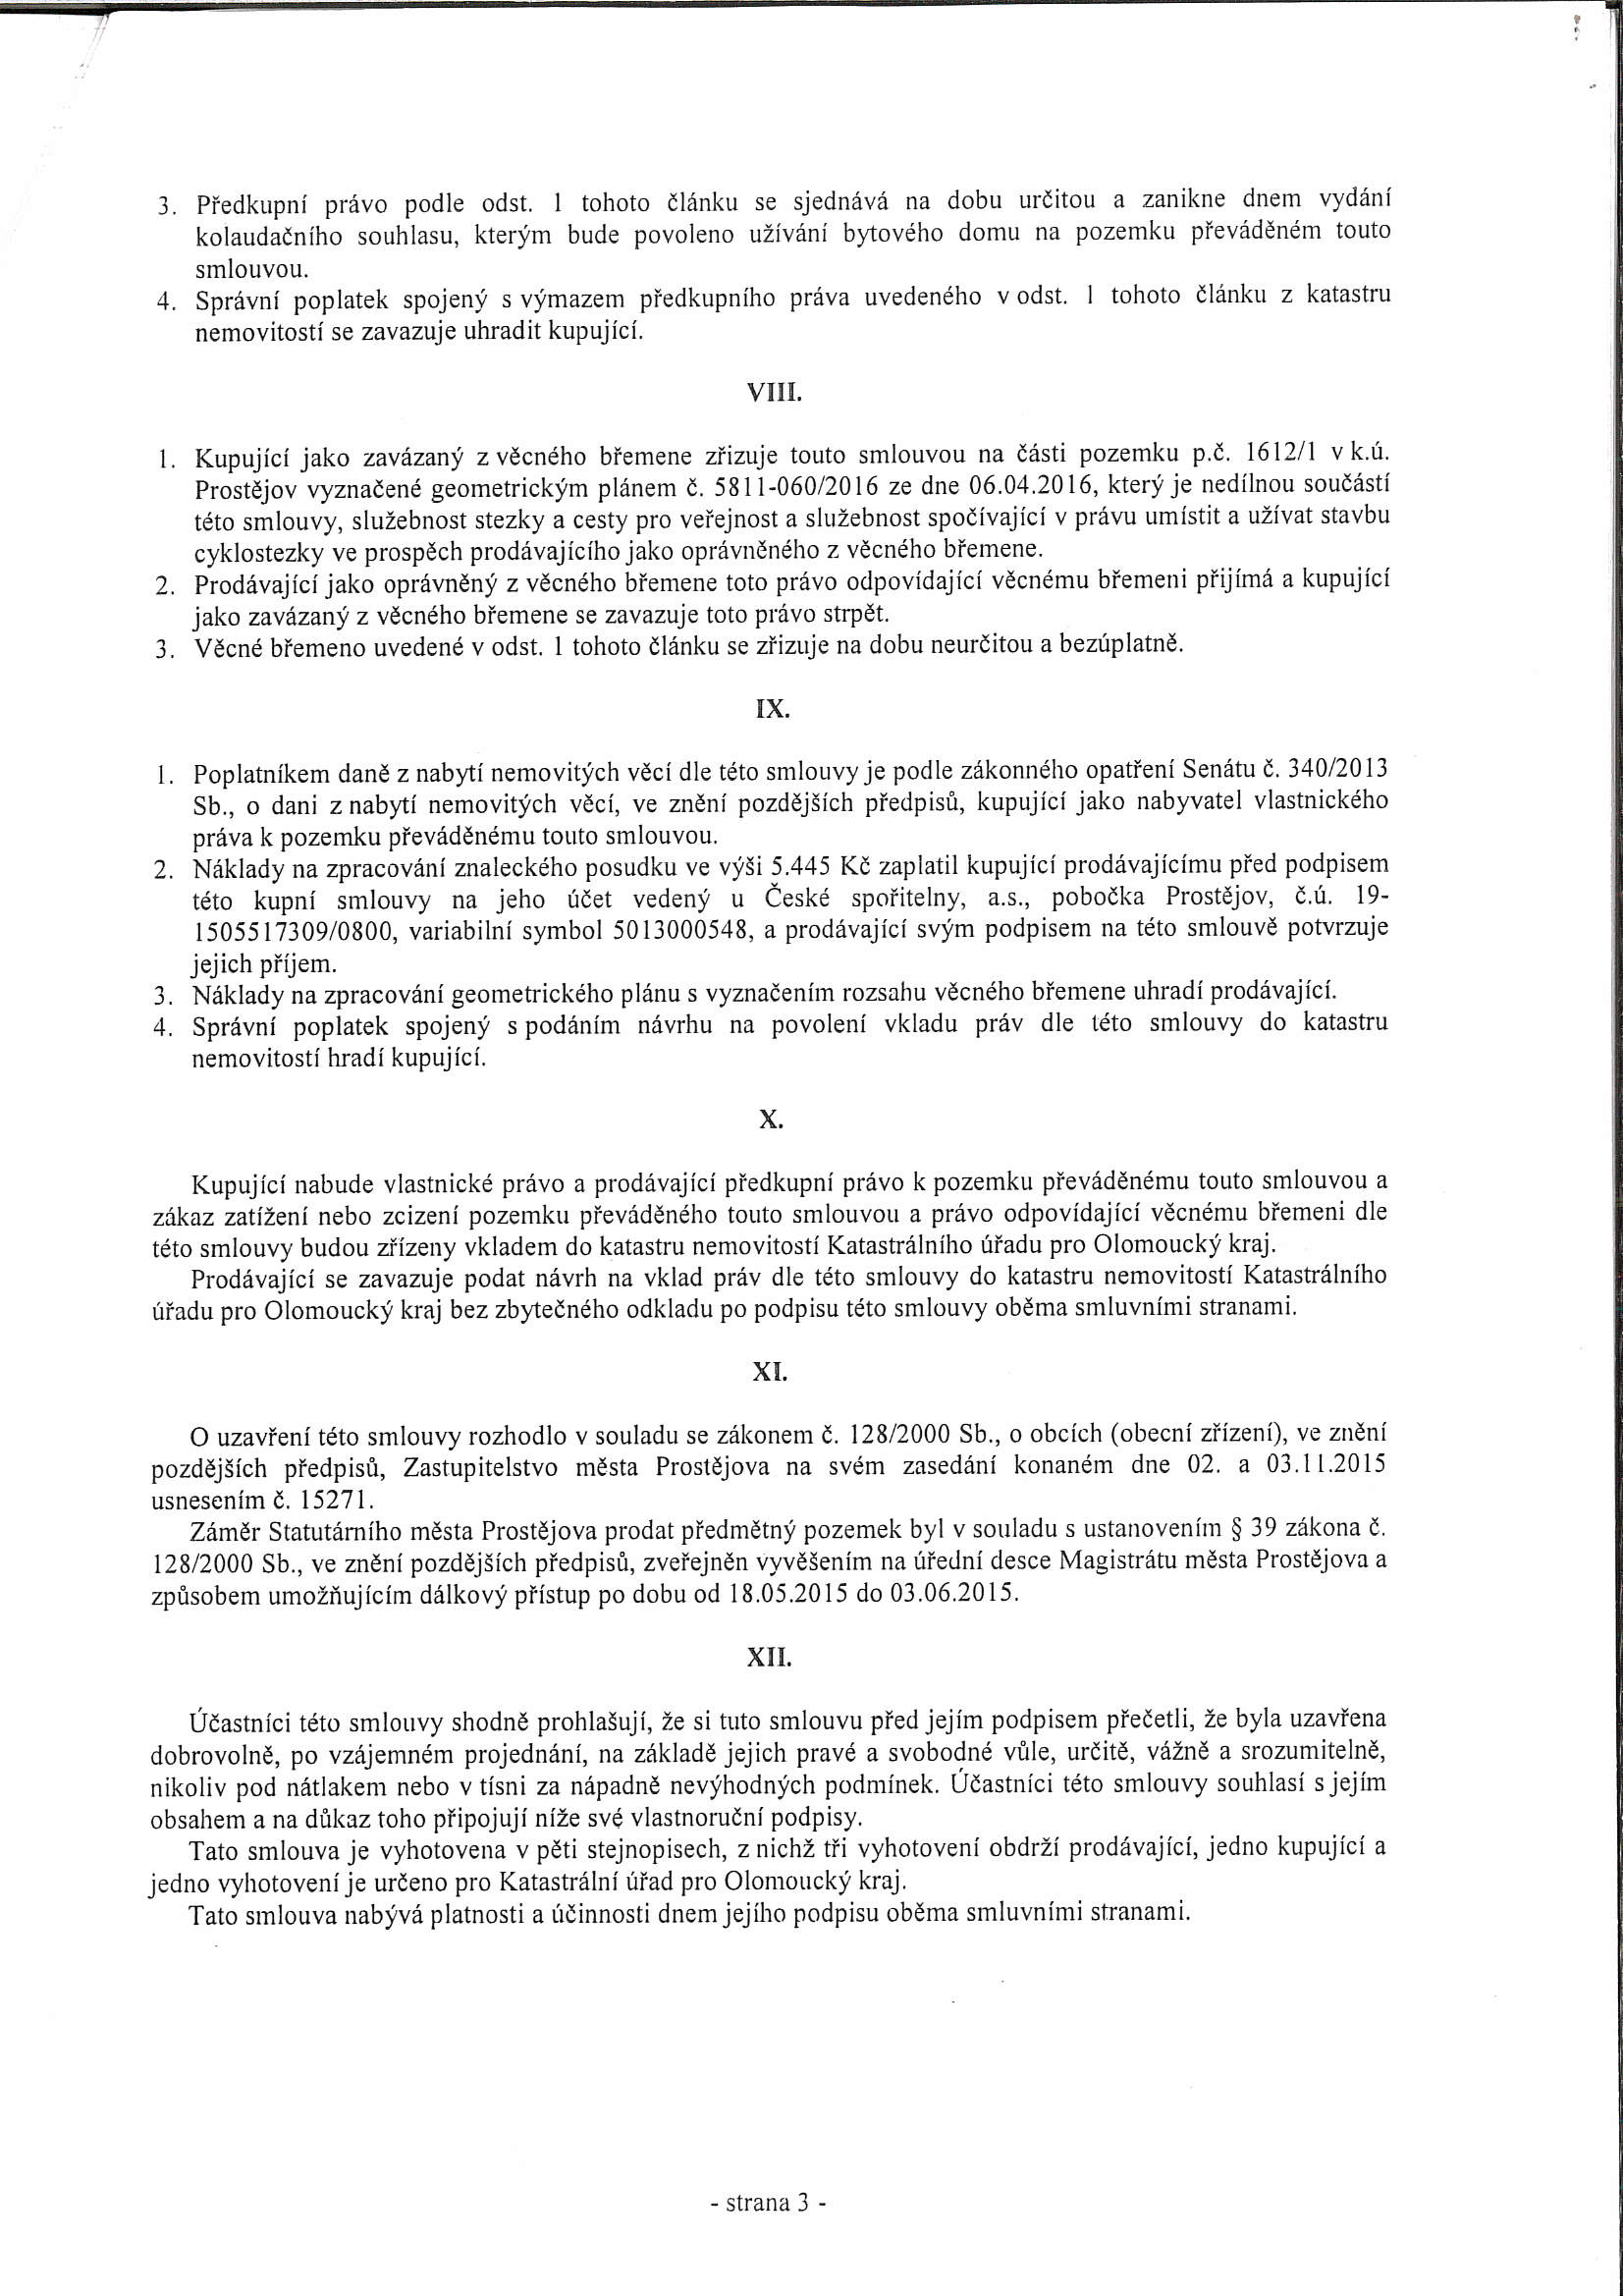 3. Předkupní právo podle odst. 1 tohoto článku se sjednává na dobu určitou a zanikne dnem vydání
kolaudačního souhlasu, kterým bude povoleno užívání bytového domu na pozemku převáděném touto
smlouvou.
4. Správní poplatek spojený s výmazem předkupního práva uvedeného v odst. 1 tohoto článku z katastru
nemovitostí se zavazuje uhradit kupující.
VIII.
1. Kupující jako zavázaný z věcného břemene zřizuje touto smlouvou na části pozemku p.č. 1612/1 v k.ú.
Prostějov vyznačené geometrickým plánem č. 5811-060/2016 ze dne 06.04.2016, který je nedílnou součástí
této smlouvy, služebnost stezky a cesty pro veřejnost a služebnost spočívající v právu umístit a užívat stavbu
cyklostezky ve prospěch prodávajícího jako oprávněného z věcného břemene.
2. Prodávající jako oprávněný z věcného břemene toto právo odpovídající věcnému břemeni přijímá a kupující
jako zavázaný z věcného břemene se zavazuje toto právo strpět.
3. Věcné břemeno uvedené v odst. 1 tohoto článku se zřizuje na dobu neurčitou a bezúplatně.
IX.
1. Poplatníkem daně z nabytí nemovitých věcí dle této smlouvy je podle zákonného opatření Senátu č. 340/2013
Sb., o dani z nabytí nemovitých věcí, ve znění pozdějších předpisů, kupující jako nabyvatel vlastnického
práva k pozemku převáděnému touto smlouvou.
2. Náklady na zpracování znaleckého posudku ve výši 5.445 Kč zaplatil kupující prodávajícímu před podpisem
této kupní smlouvy na jeho účet vedený u České spořitelny, a.s., pobočka Prostějov, č.ú. 19-
1505517309/0800, variabilní symbol 5013000548, a prodávající svým podpisem na této smlouvě potvrzuje
jejich příjem.
3. Náklady na zpracování geometrického plánu s vyznačením rozsahu věcného břemene uhradí prodávající.
4. Správní poplatek spojený s podáním návrhu na povolení vkladu práv dle této smlouvy do katastru
nemovitostí hradí kupující.
X.
Kupující nabude vlastnické právo a prodávající předkupní právo k pozemku převáděnému touto smlouvou a
zákaz zatížení nebo zcizení pozemku převáděného touto smlouvou a právo odpovídající věcnému břemeni dle
této smlouvy budou zřízeny vkladem do katastru nemovitostí Katastrálního úřadu pro Olomoucký kraj.
Prodávající se zavazuje podat návrh na vklad práv dle této smlouvy do katastru nemovitostí Katastrálního
úřadu pro Olomoucký kraj bez zbytečného odkladu po podpisu této smlouvy oběma smluvními stranami.
XI.
O uzavření této smlouvy rozhodlo v souladu se zákonem č. 128/2000 Sb., o obcích (obecní zřízení), ve znění
pozdějších předpisů, Zastupitelstvo města Prostějova na svém zasedání konaném dne 02. a 03.11.2015
usnesením č. 15271.
Záměr Statutárního města Prostějova prodat předmětný pozemek byl v souladu s ustanovením § 39 zákona č.
128/2000 Sb., ve znění pozdějších předpisů, zveřejněn vyvěšením na úřední desce Magistrátu města Prostějova a
způsobem umožňujícím dálkový přístup po dobu od 18.05.2015 do 03.06.2015.
XII.
Účastníci této smlouvy shodně prohlašují, že si tuto smlouvu před jejím podpisem přečetli, že byla uzavřena
dobrovolně, po vzájemném projednání, na základě jejich pravé a svobodné vůle, určitě, vážně a srozumitelně,
nikoliv pod nátlakem nebo v tísni za nápadně nevýhodných podmínek. Účastníci této smlouvy souhlasí s jejím
obsahem a na důkaz toho připojují níže své vlastnoruční podpisy.
Tato smlouva je vyhotovena v pěti stejnopisech, z nichž tři vyhotovení obdrží prodávající, jedno kupující a
jedno vyhotovení je určeno pro Katastrální úřad pro Olomoucký kraj.
Tato smlouva nabývá platnosti a účinnosti dnem jejího podpisu oběma smluvními stranami.
- strana 3 -